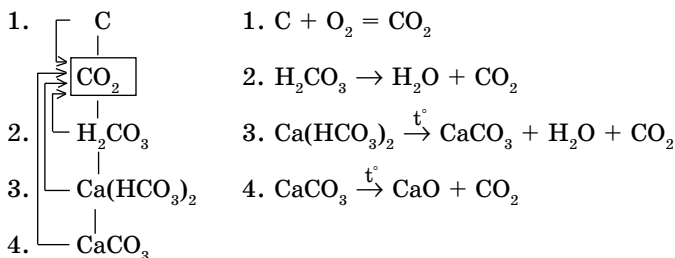 1. C 1. C + O₂ = CO₂
CO₂ 2. H₂CO₃ → H₂O + CO₂
2. H₂CO₃ 3. Ca(HCO₃)₂ →t° CaCO₃ + H₂O + CO₂
3. Ca(HCO₃)₂ 4. CaCO₃ →t° CaO + CO₂
4. CaCO₃